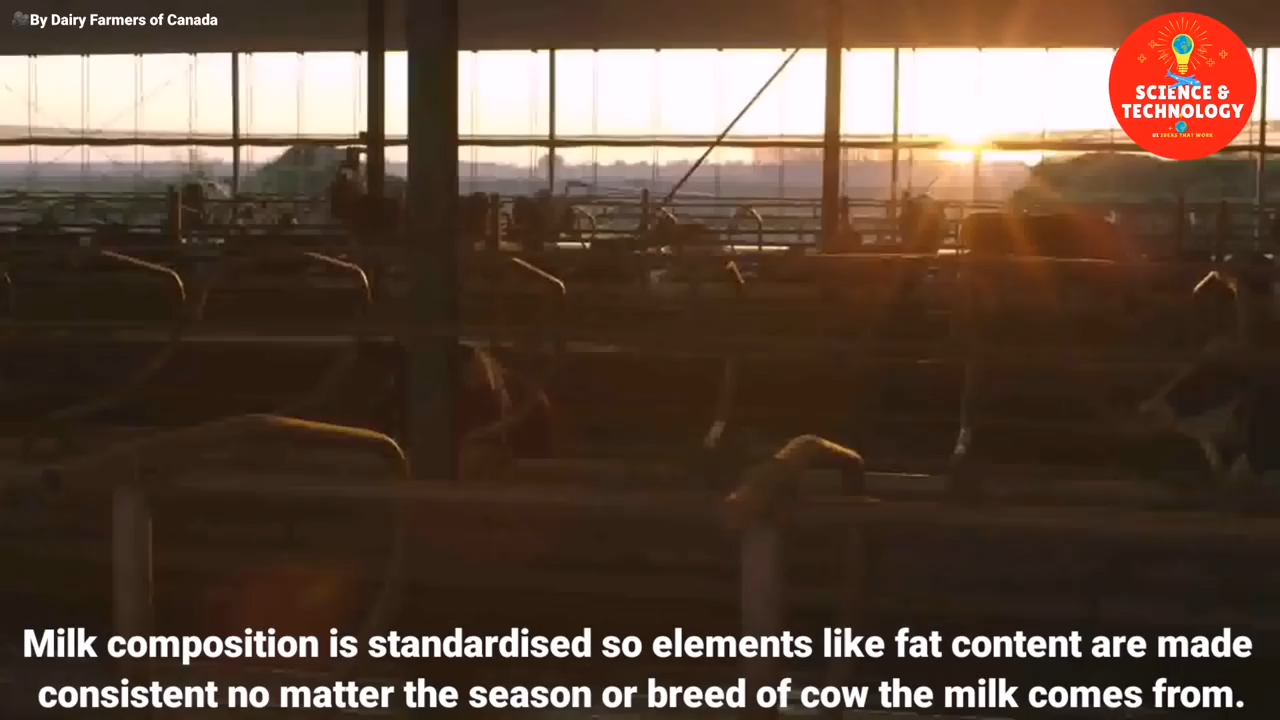 By Dairy Farmers of Canada
SCIENCE &
TECHNOLOGY
Milk composition is standardised so elements like fat content are made
consistent no matter the season or breed of cow the milk comes from.